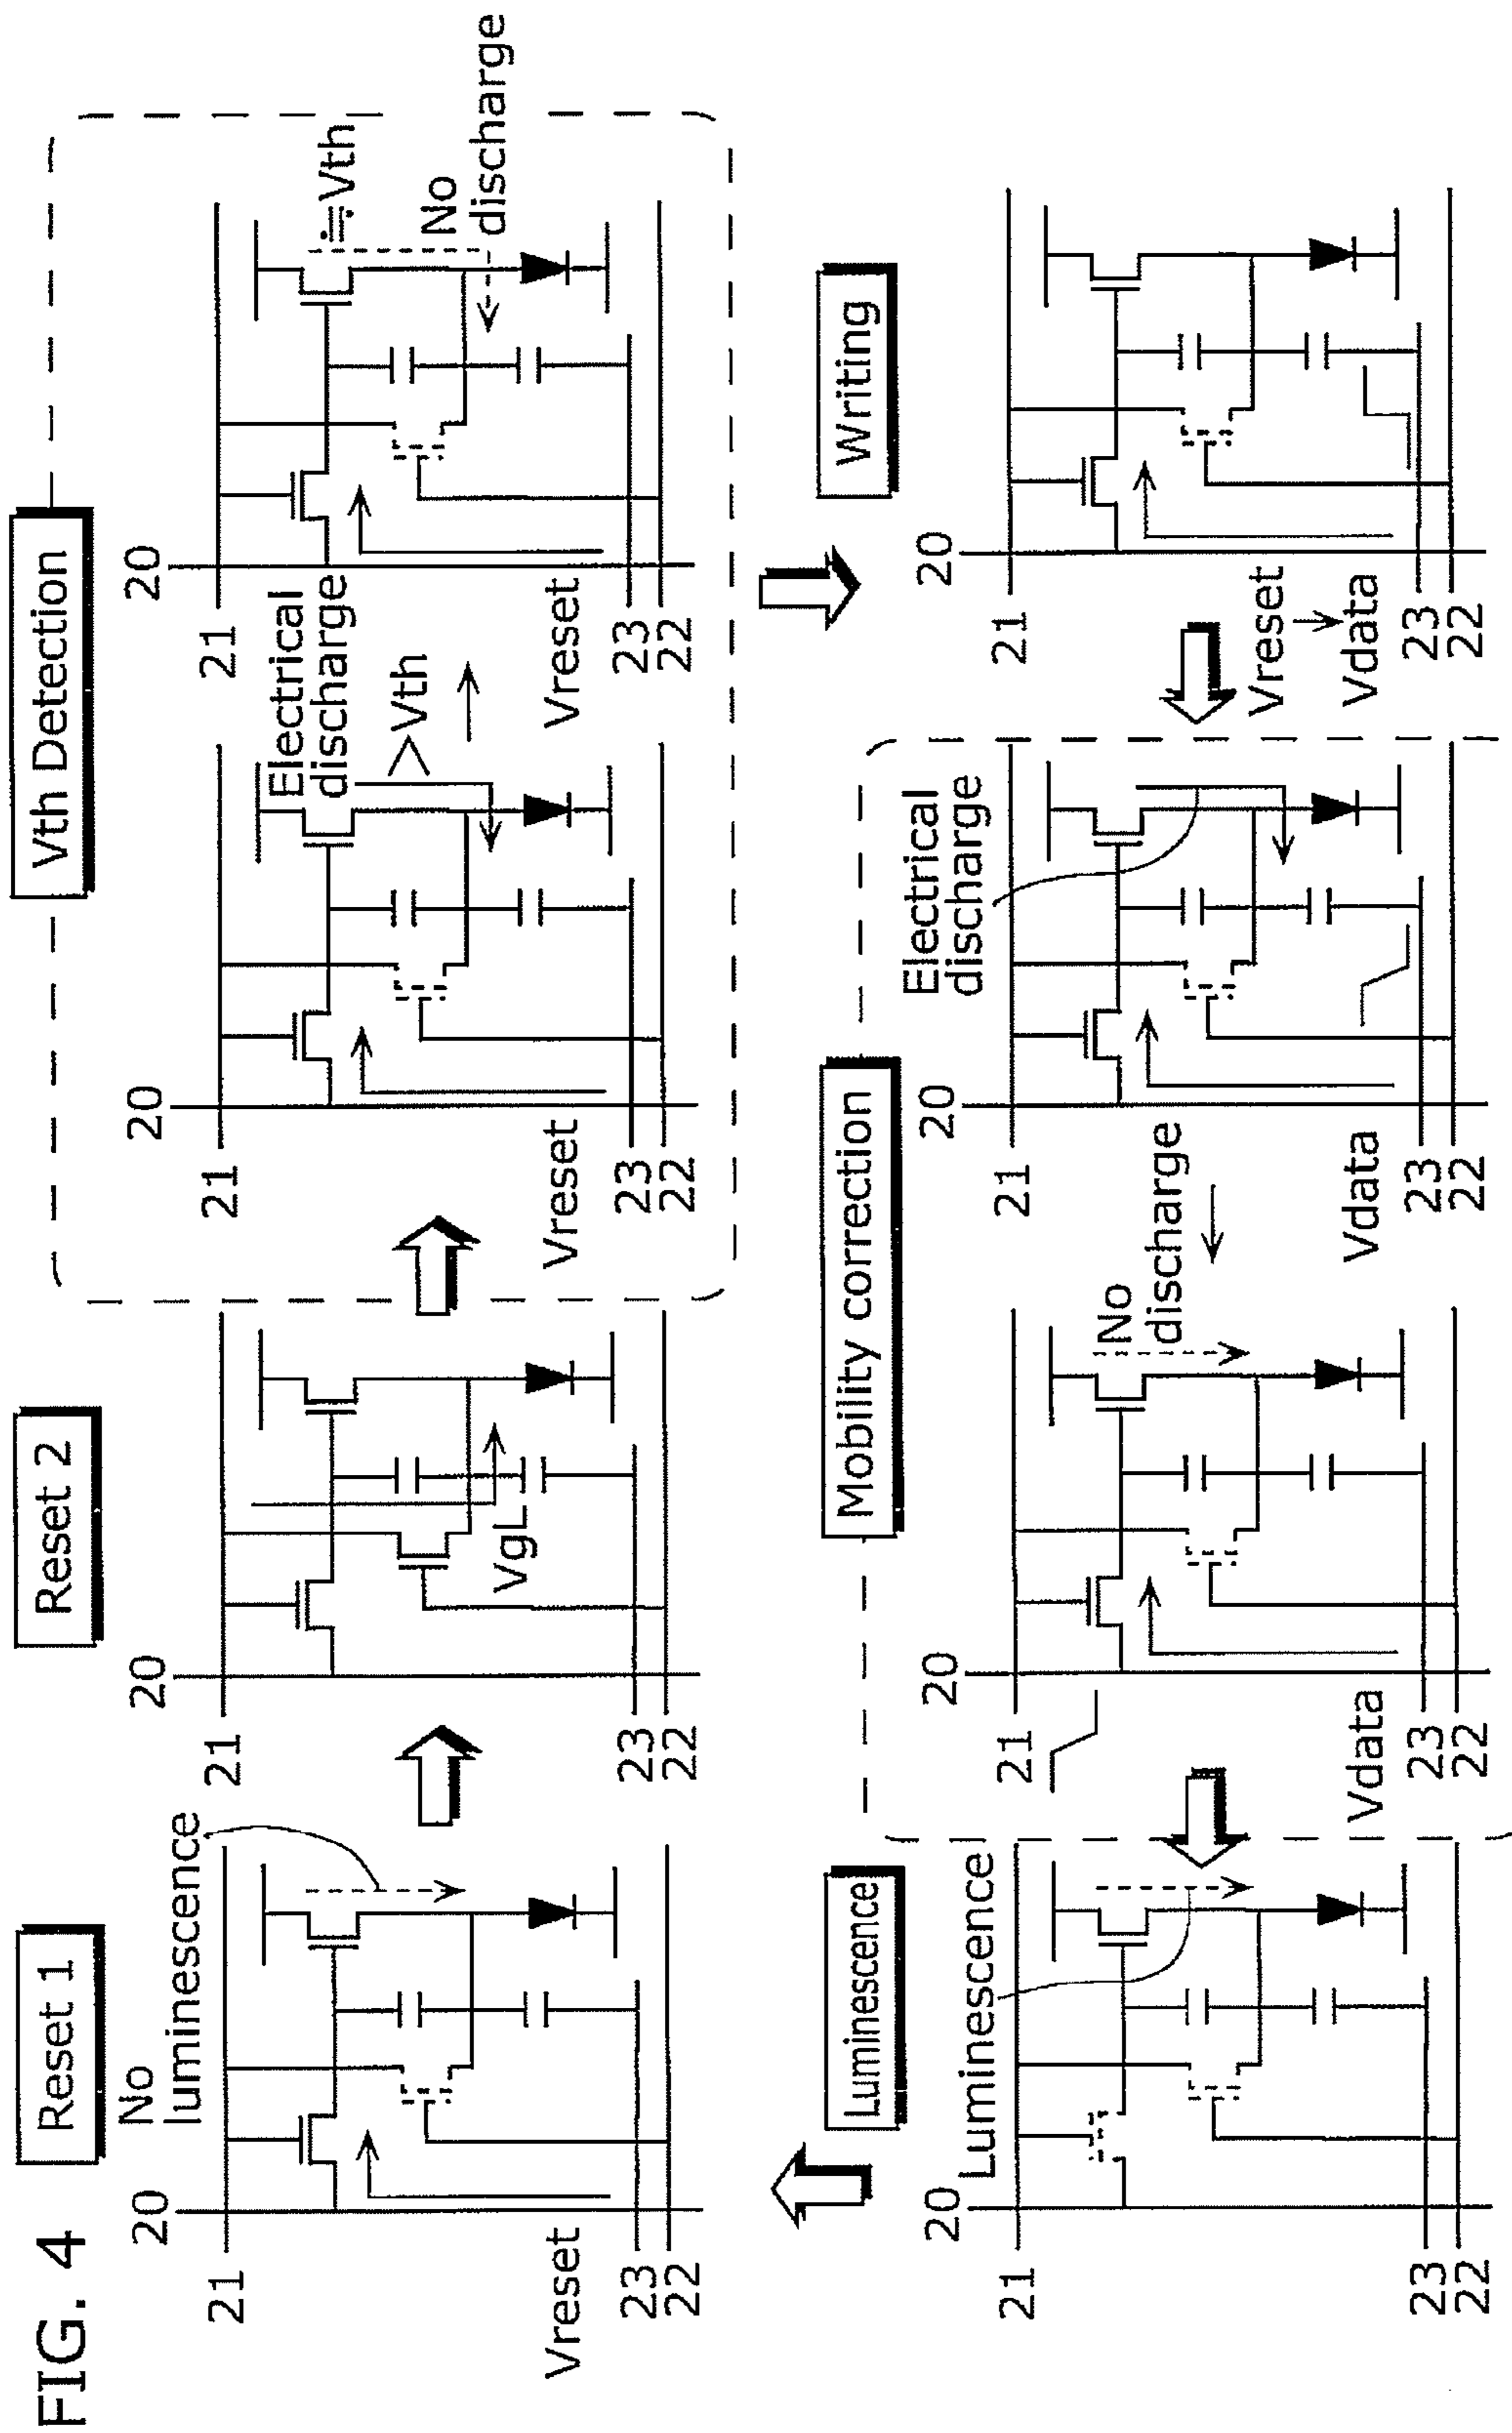 FIG. 4
Reset 1
No
luminescence
20
21
Vreset
23
22
Reset 2
20
21
VgL
23
22
Vth Detection
20
21
Electrical
discharge
>Vth
Vreset
23
22
20
21
≒Vth
No
discharge
Vreset
23
22
Writing
20
21
Vreset
→
Vdata
23
22
Mobility correction
Electrical
discharge
20
21
Vdata
23
22
No
discharge
20
21
Vdata
23
22
Luminescence
Luminescence
20
21
23
22